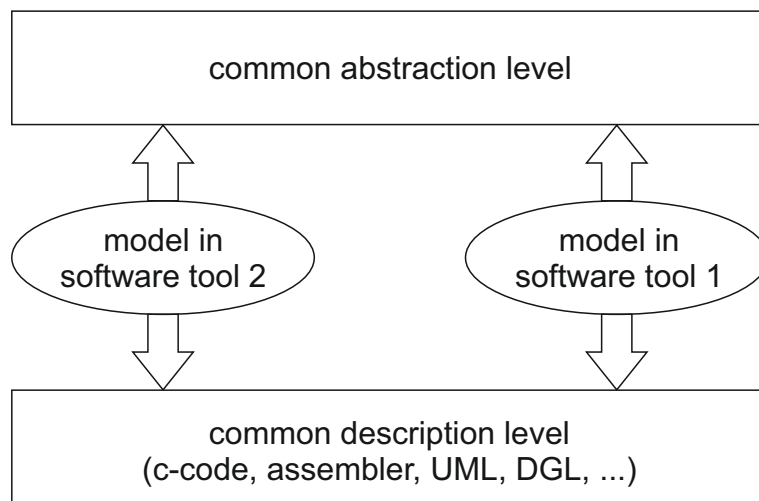 common abstraction level
model in
software tool 2
model in
software tool 1
common description level
(c-code, assembler, UML, DGL, ...)